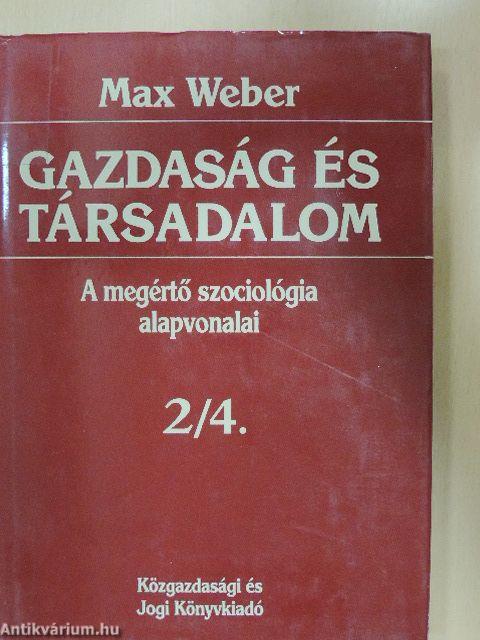 Max Weber
GAZDASÁG ÉS
TÁRSADALOM
A megértő szociológia
alapvonalai
2/4.
Közgazdasági és
Jogi Könyvkiadó
Antikvárium.hu